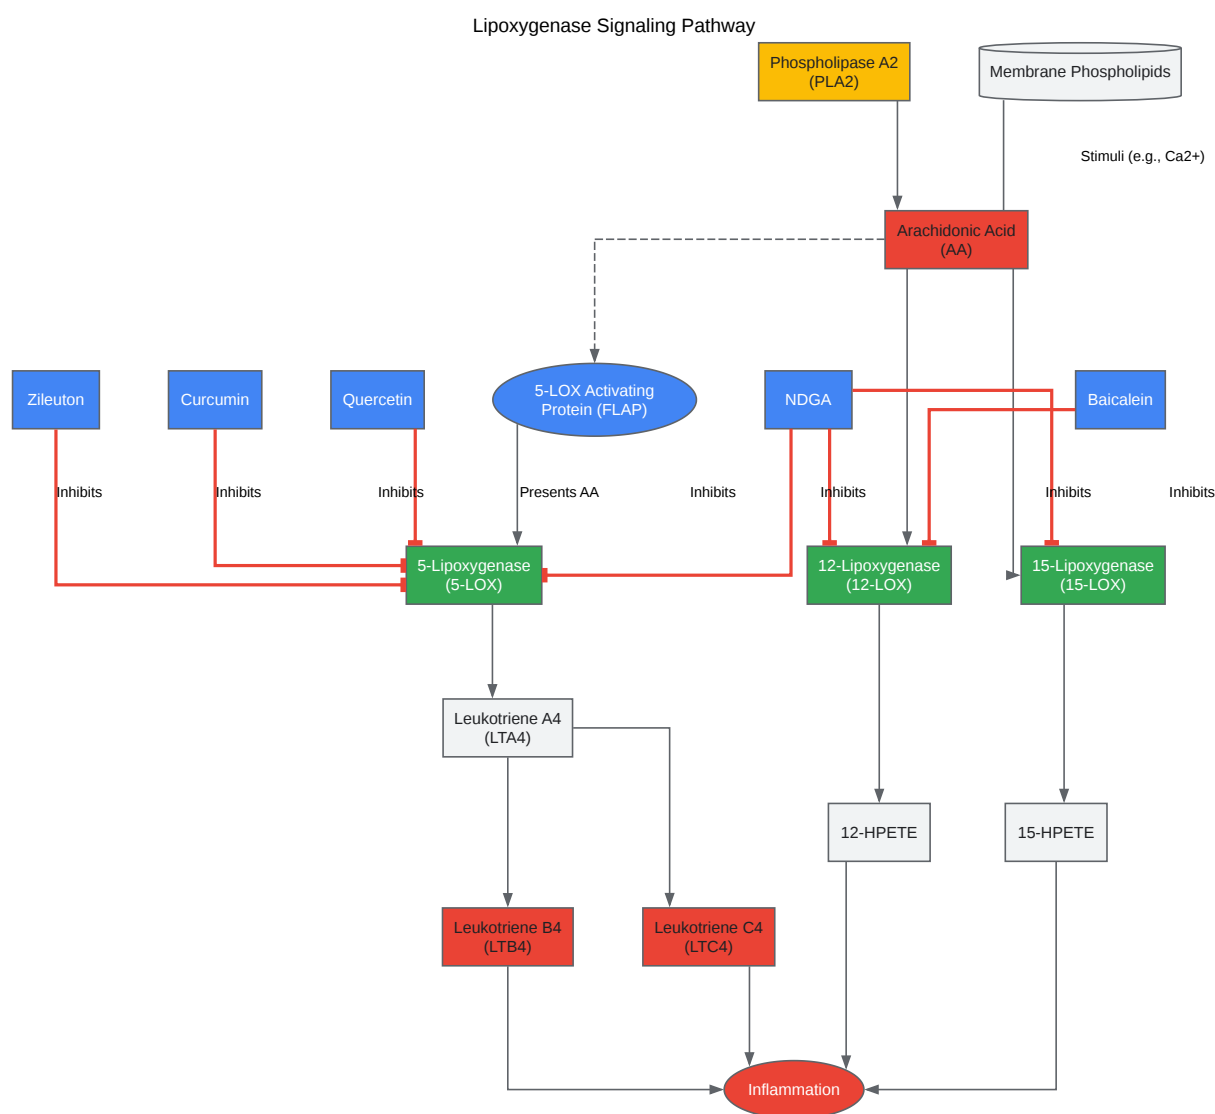 Lipoxygenase Signaling Pathway
Phospholipase A2
(PLA2)
Membrane Phospholipids
Stimuli (e.g., Ca2+)
Arachidonic Acid
(AA)
Zileuton
Curcumin
Quercetin
5-LOX Activating
Protein (FLAP)
NDGA
Baicalein
Inhibits
Inhibits
Inhibits
Presents AA
Inhibits
Inhibits
Inhibits
Inhibits
5-Lipoxygenase
(5-LOX)
12-Lipoxygenase
(12-LOX)
15-Lipoxygenase
(15-LOX)
Leukotriene A4
(LTA4)
12-HPETE
15-HPETE
Leukotriene B4
(LTB4)
Leukotriene C4
(LTC4)
Inflammation